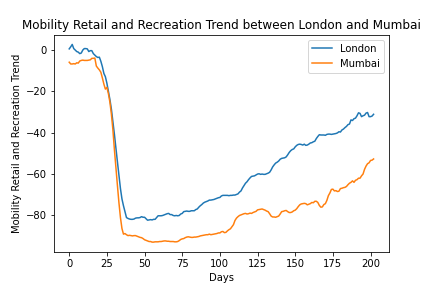 Mobility Retail and Recreation Trend between London and Mumbai
Mobility Retail and Recreation Trend
0
−20
−40
−60
−80
London
Mumbai
0 25 50 75 100 125 150 175 200
Days